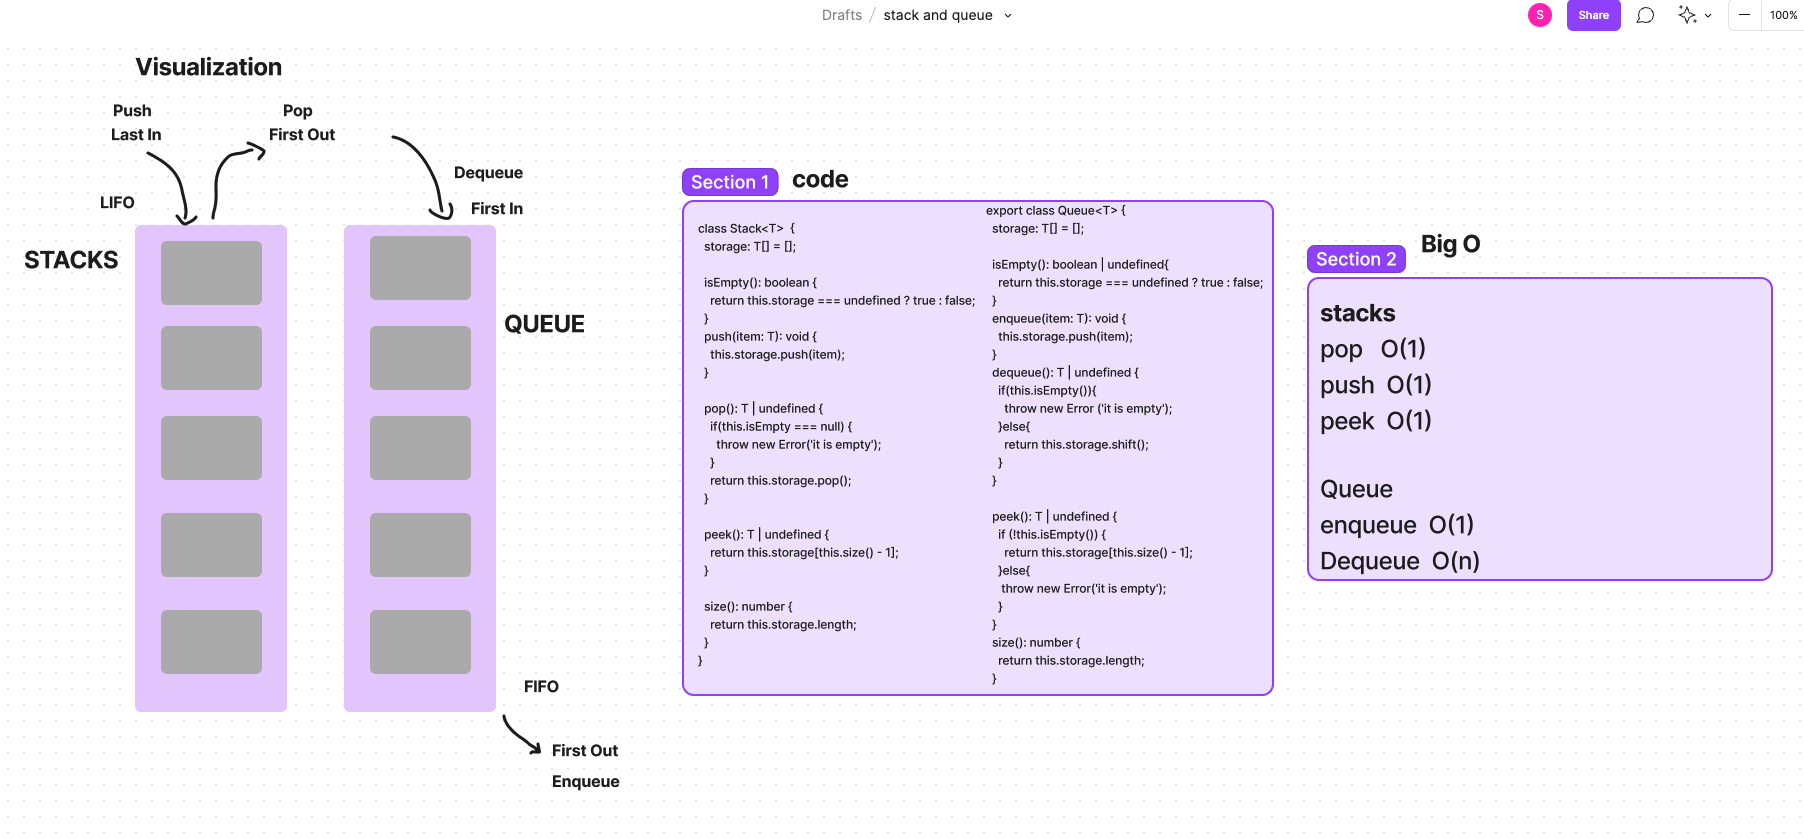 Drafts / stack and queue
S
Share
100%
Visualization
Push
Last In
Pop
First Out
LIFO
STACKS
Dequeue
First In
QUEUE
FIFO
First Out
Enqueue
Section 1
code
class Stack<T>  {
storage: T[] = [];
isEmpty(): boolean {
return this.storage === undefined ? true : false;
}
push(item: T): void {
this.storage.push(item);
}
pop(): T | undefined {
if(this.isEmpty === null) {
throw new Error('it is empty');
}
return this.storage.pop();
}
peek(): T | undefined {
return this.storage[this.size() - 1];
}
size(): number {
return this.storage.length;
}
}
export class Queue<T> {
storage: T[] = [];
isEmpty(): boolean | undefined{
return this.storage === undefined ? true : false;
}
enqueue(item: T): void {
this.storage.push(item);
}
dequeue(): T | undefined {
if(this.isEmpty()){
throw new Error ('it is empty');
}else{
return this.storage.shift();
}
}
peek(): T | undefined {
if (!this.isEmpty()) {
return this.storage[this.size() - 1];
}else{
throw new Error('it is empty');
}
}
size(): number {
return this.storage.length;
}
Section 2
Big O
stacks
pop   O(1)
push  O(1)
peek  O(1)
Queue
enqueue  O(1)
Dequeue  O(n)